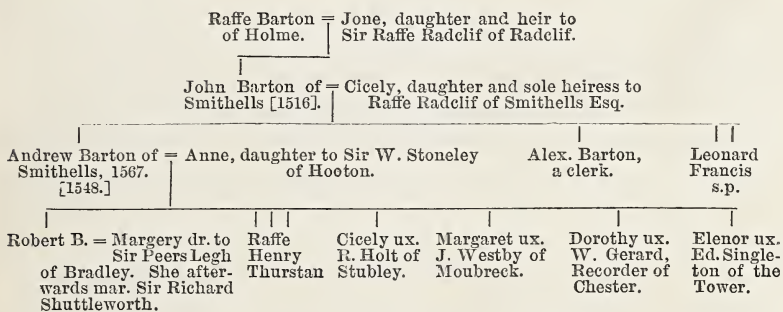 Raffe Barton = Jone, daughter and heir to
of Holme. Sir Raffe Radclif of Radclif.
John Barton of = Cicely, daughter and sole heiress to
Smithells [1516]. Raffe Radclif of Smithells Esq.
Andrew Barton of = Anne, daughter to Sir W. Stoneley
Smithells, 1567. of Hooton.
[1548.]
Alex. Barton,
a clerk.
Leonard
Francis
s.p.
Robert B. = Margery dr. to
Sir Peers Legh
of Bradley. She after-
wards mar. Sir Richard
Shuttleworth.
Raffe
Henry
Thurstan
Cicely ux.
R. Holt of
Stubley.
Margaret ux.
J. Westby of
Moubreck.
Dorothy ux.
W. Gerard,
Recorder of
Chester.
Elenor ux.
Ed. Single-
ton of the
Tower.